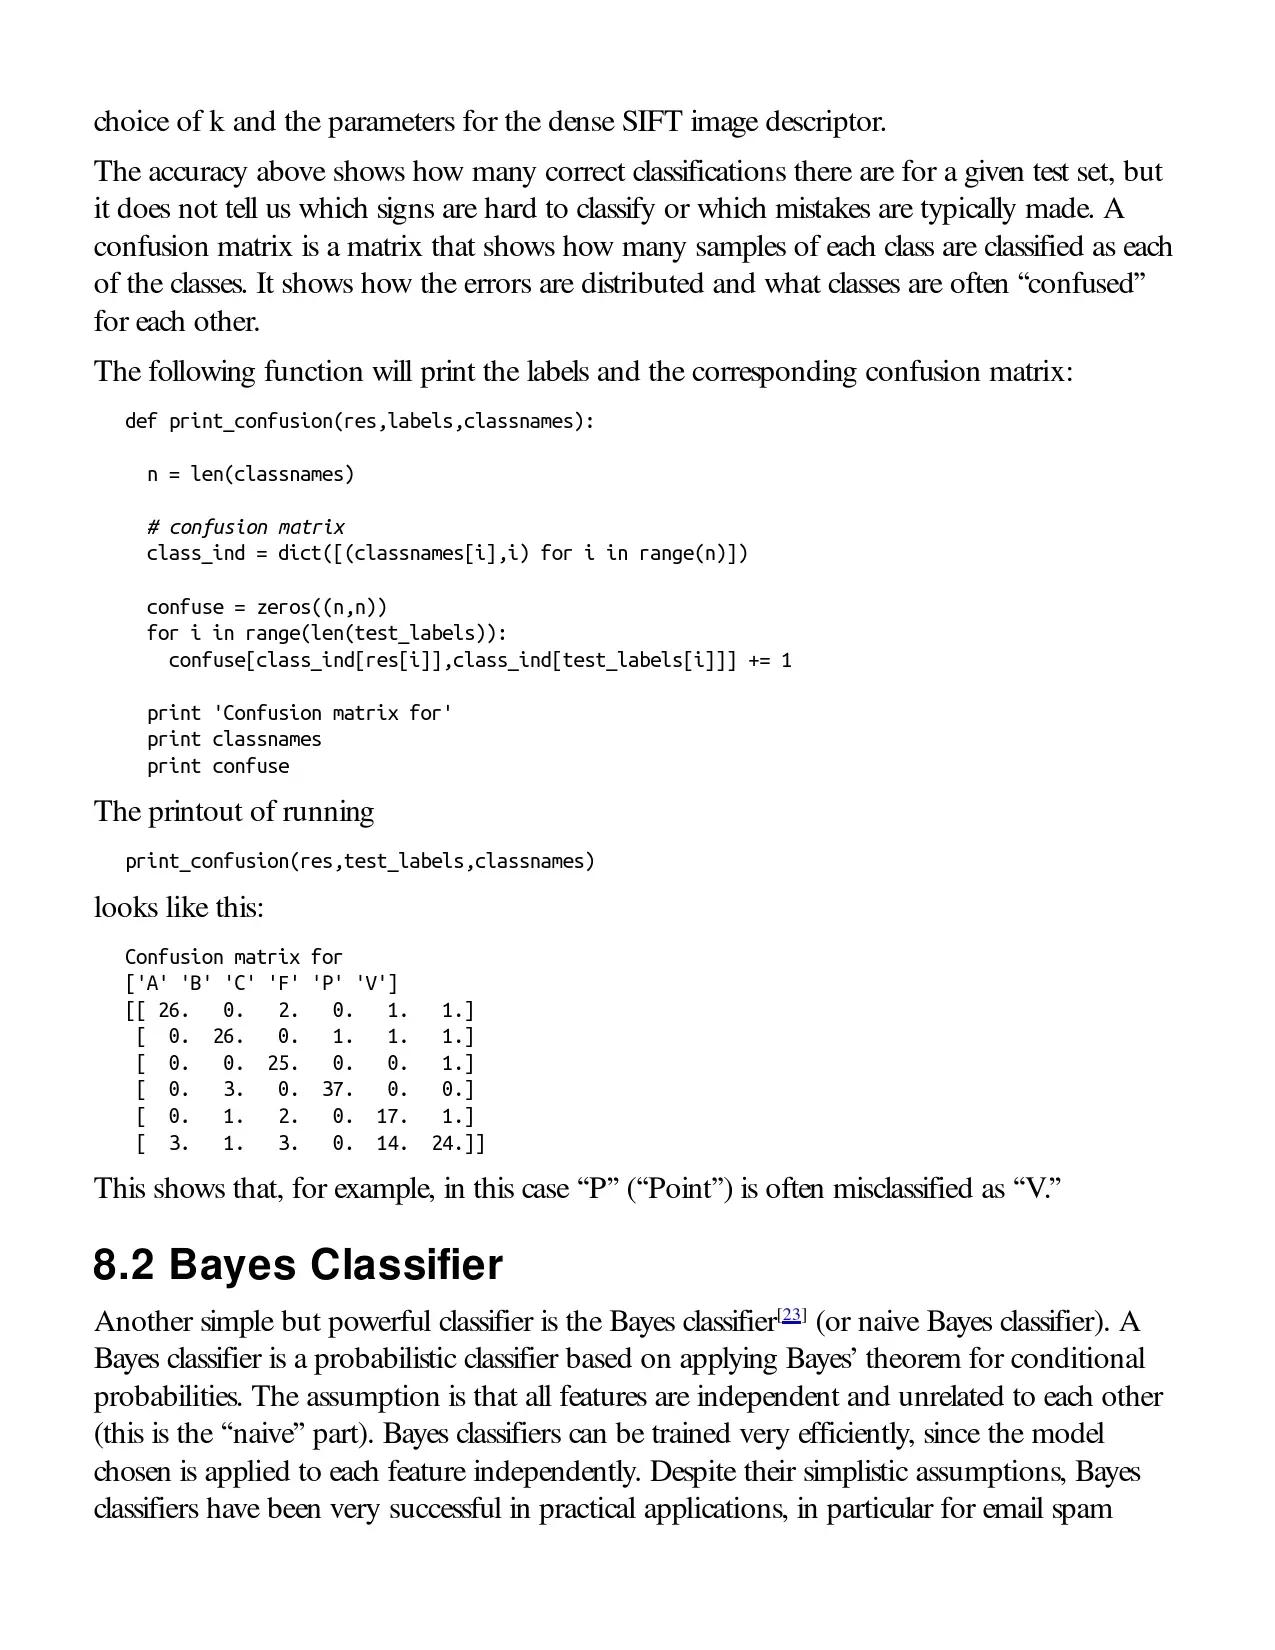 choice of k and the parameters for the dense SIFT image descriptor.
The accuracy above shows how many correct classifications there are for a given test set, but
it does not tell us which signs are hard to classify or which mistakes are typically made. A
confusion matrix is a matrix that shows how many samples of each class are classified as each
of the classes. It shows how the errors are distributed and what classes are often “confused”
for each other.
The following function will print the labels and the corresponding confusion matrix:
def print_confusion(res,labels,classnames):
n = len(classnames)
# confusion matrix
class_ind = dict([(classnames[i],i) for i in range(n)])
confuse = zeros((n,n))
for i in range(len(test_labels)):
confuse[class_ind[res[i]],class_ind[test_labels[i]]] += 1
print 'Confusion matrix for'
print classnames
print confuse
The printout of running
print_confusion(res,test_labels,classnames)
looks like this:
Confusion matrix for
['A' 'B' 'C' 'F' 'P' 'V']
[[ 26.   0.   2.   0.   1.   1.]
[  0.  26.   0.   1.   1.   1.]
[  0.   0.  25.   0.   0.   1.]
[  0.   3.   0.  37.   0.   0.]
[  0.   1.   2.   0.  17.   1.]
[  3.   1.   3.   0.  14.  24.]]
This shows that, for example, in this case “P” (“Point”) is often misclassified as “V.”
8.2 Bayes Classifier
Another simple but powerful classifier is the Bayes classifier[23] (or naive Bayes classifier). A
Bayes classifier is a probabilistic classifier based on applying Bayes’ theorem for conditional
probabilities. The assumption is that all features are independent and unrelated to each other
(this is the “naive” part). Bayes classifiers can be trained very efficiently, since the model
chosen is applied to each feature independently. Despite their simplistic assumptions, Bayes
classifiers have been very successful in practical applications, in particular for email spam